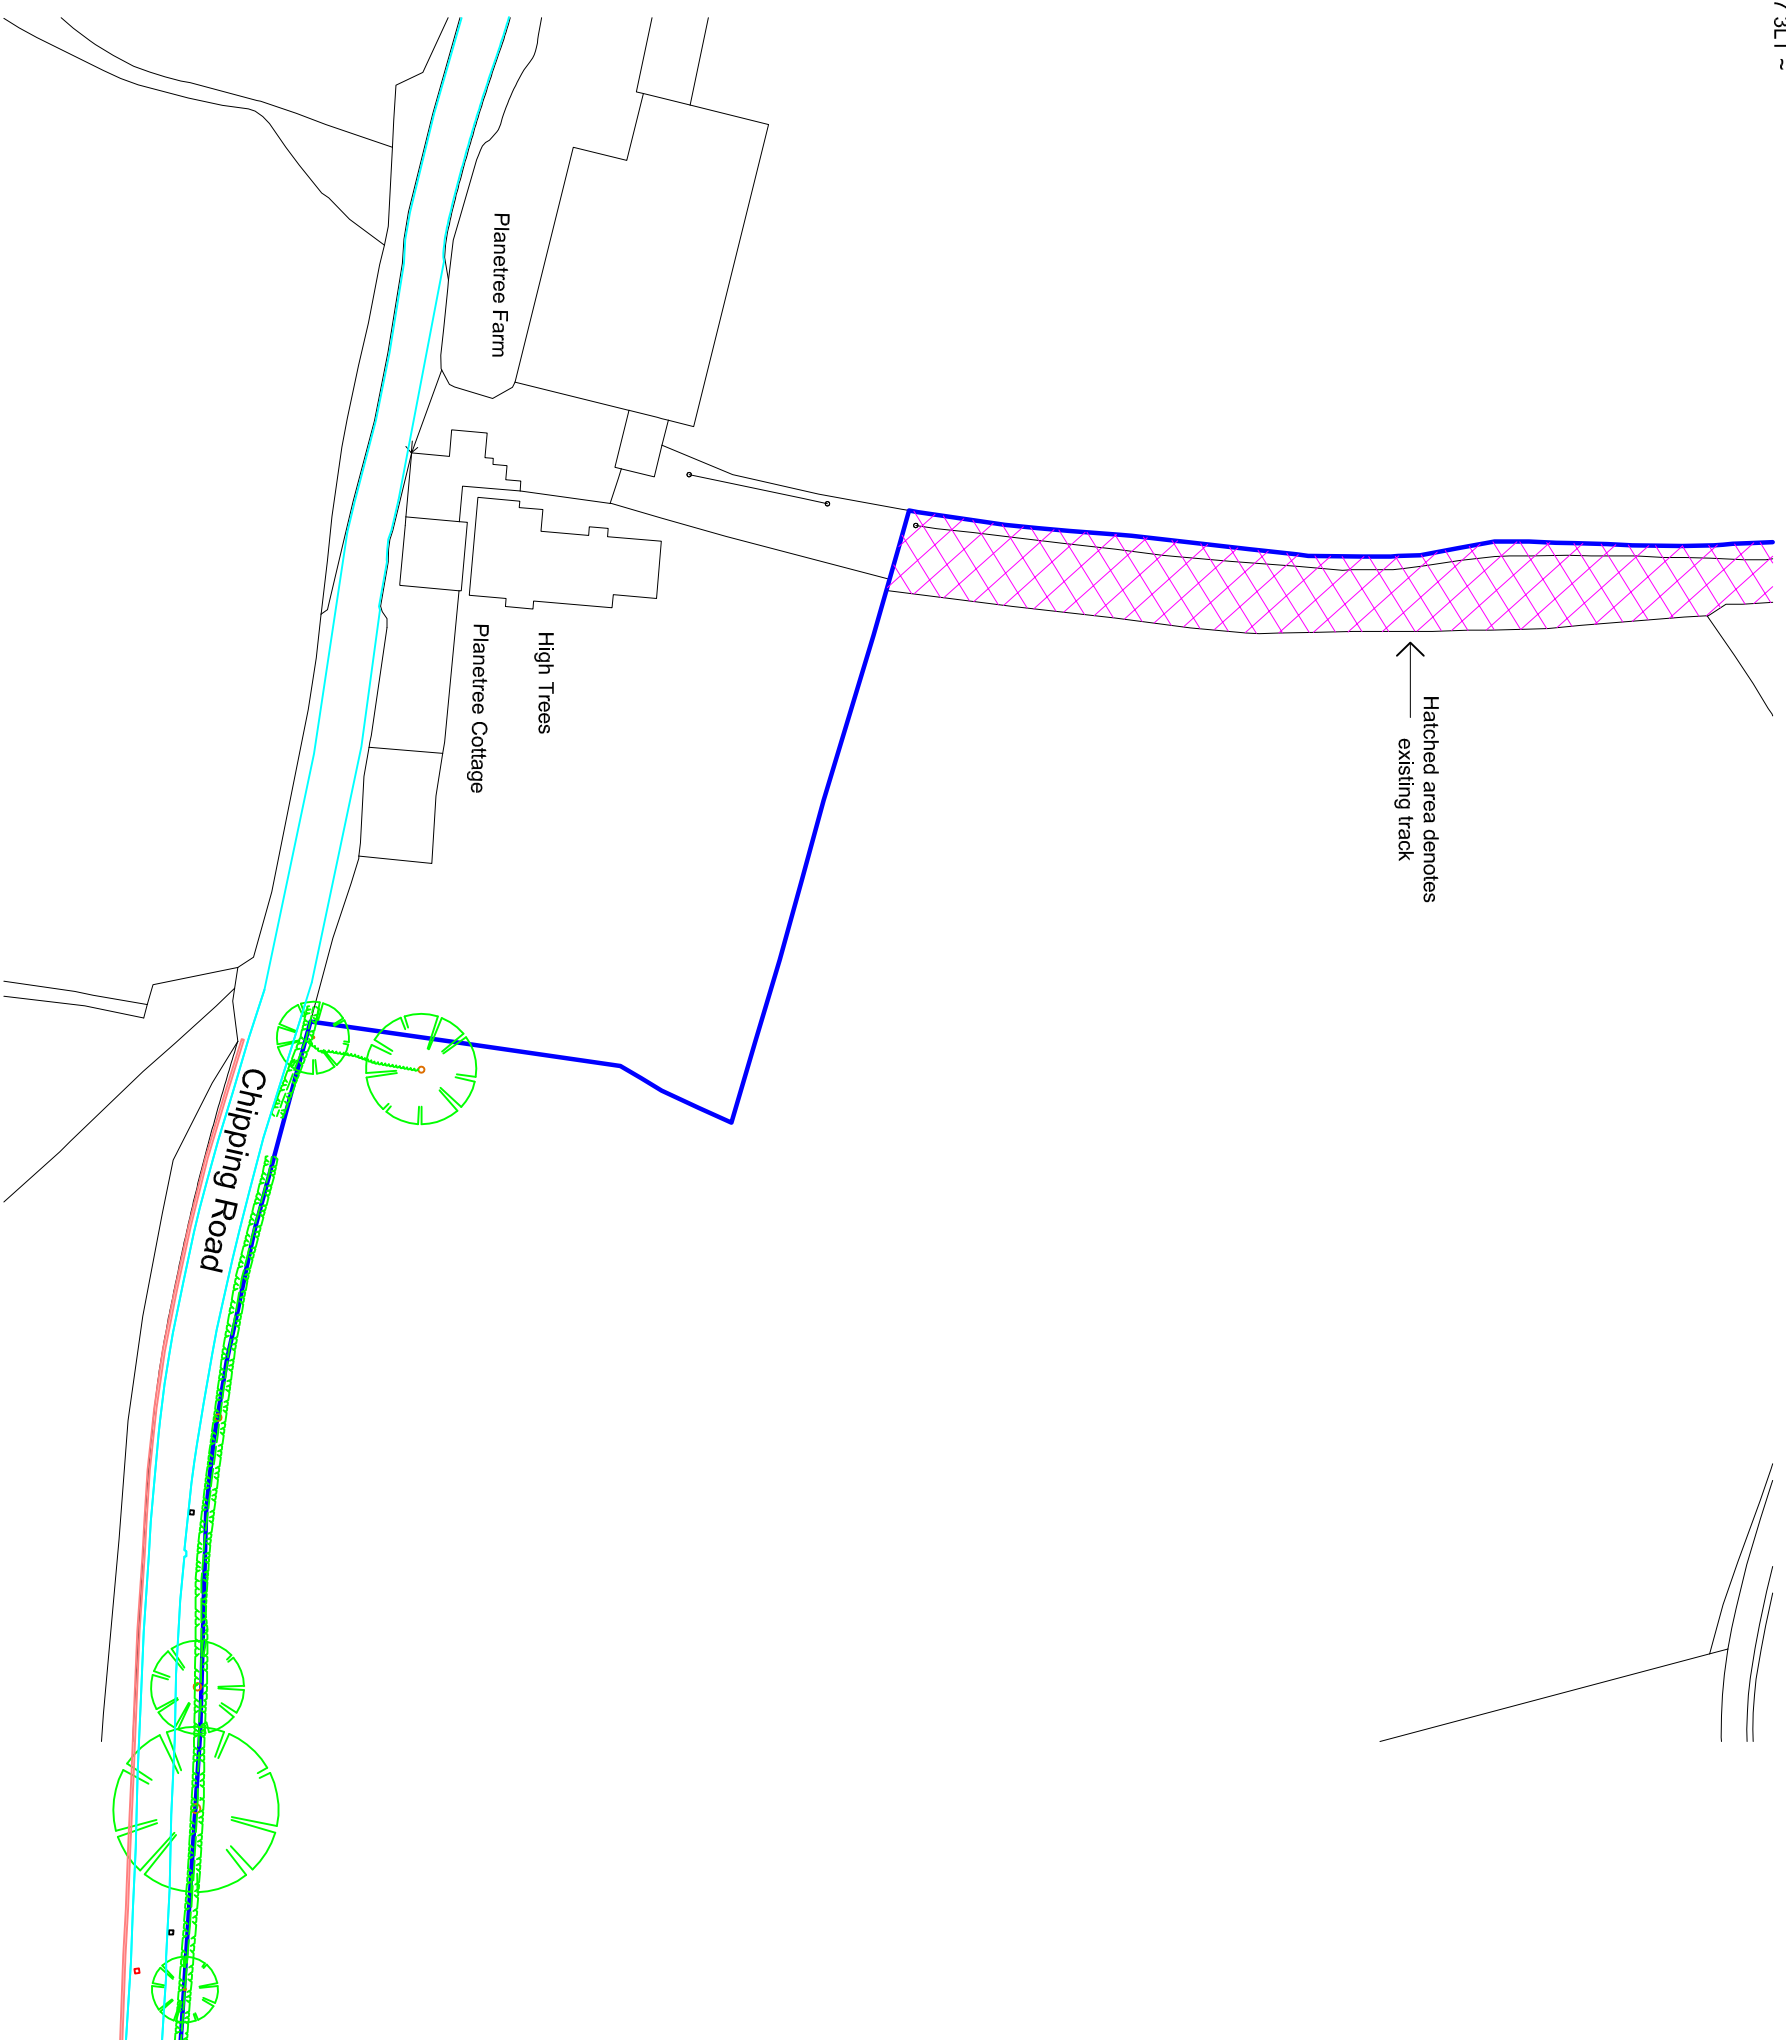 Planetree Farm
High Trees
Planetree Cottage
Hatched area denotes
existing track
Chipping Road